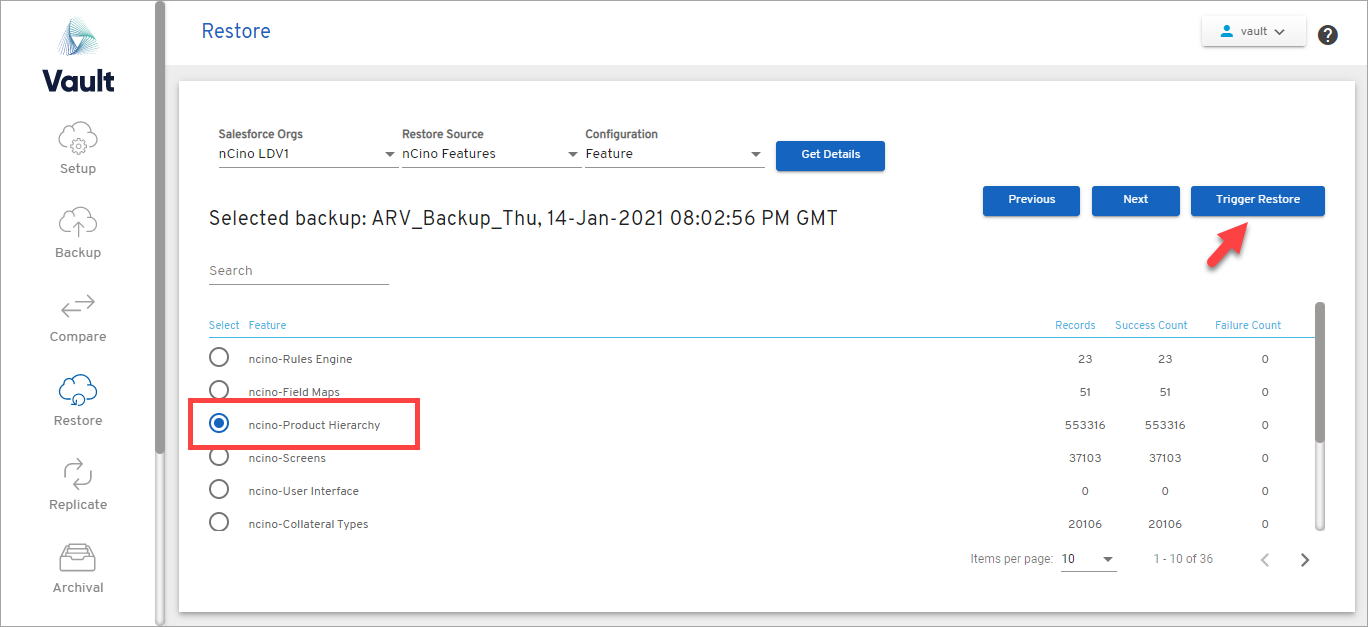 Vault
Setup
Backup
Compare
Restore
Replicate
Archival
Restore
vault
?
Salesforce Orgs Restore Source Configuration
nCino LDV1 nCino Features Feature Get Details
Previous Next Trigger Restore
Selected backup: ARV_Backup_Thu, 14-Jan-2021 08:02:56 PM GMT
Search
Select Feature Records Success Count Failure Count
ncino-Rules Engine 23 23 0
ncino-Field Maps 51 51 0
ncino-Product Hierarchy 553316 553316 0
ncino-Screens 37103 37103 0
ncino-User Interface 0 0 0
ncino-Collateral Types 20106 20106 0
Items per page: 10 1 - 10 of 36